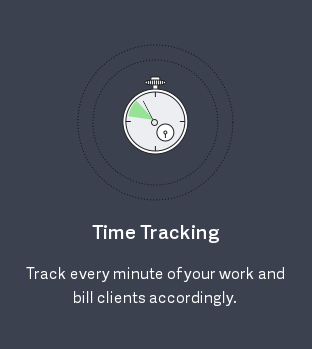 Time Tracking
Track every minute of your work and
bill clients accordingly.